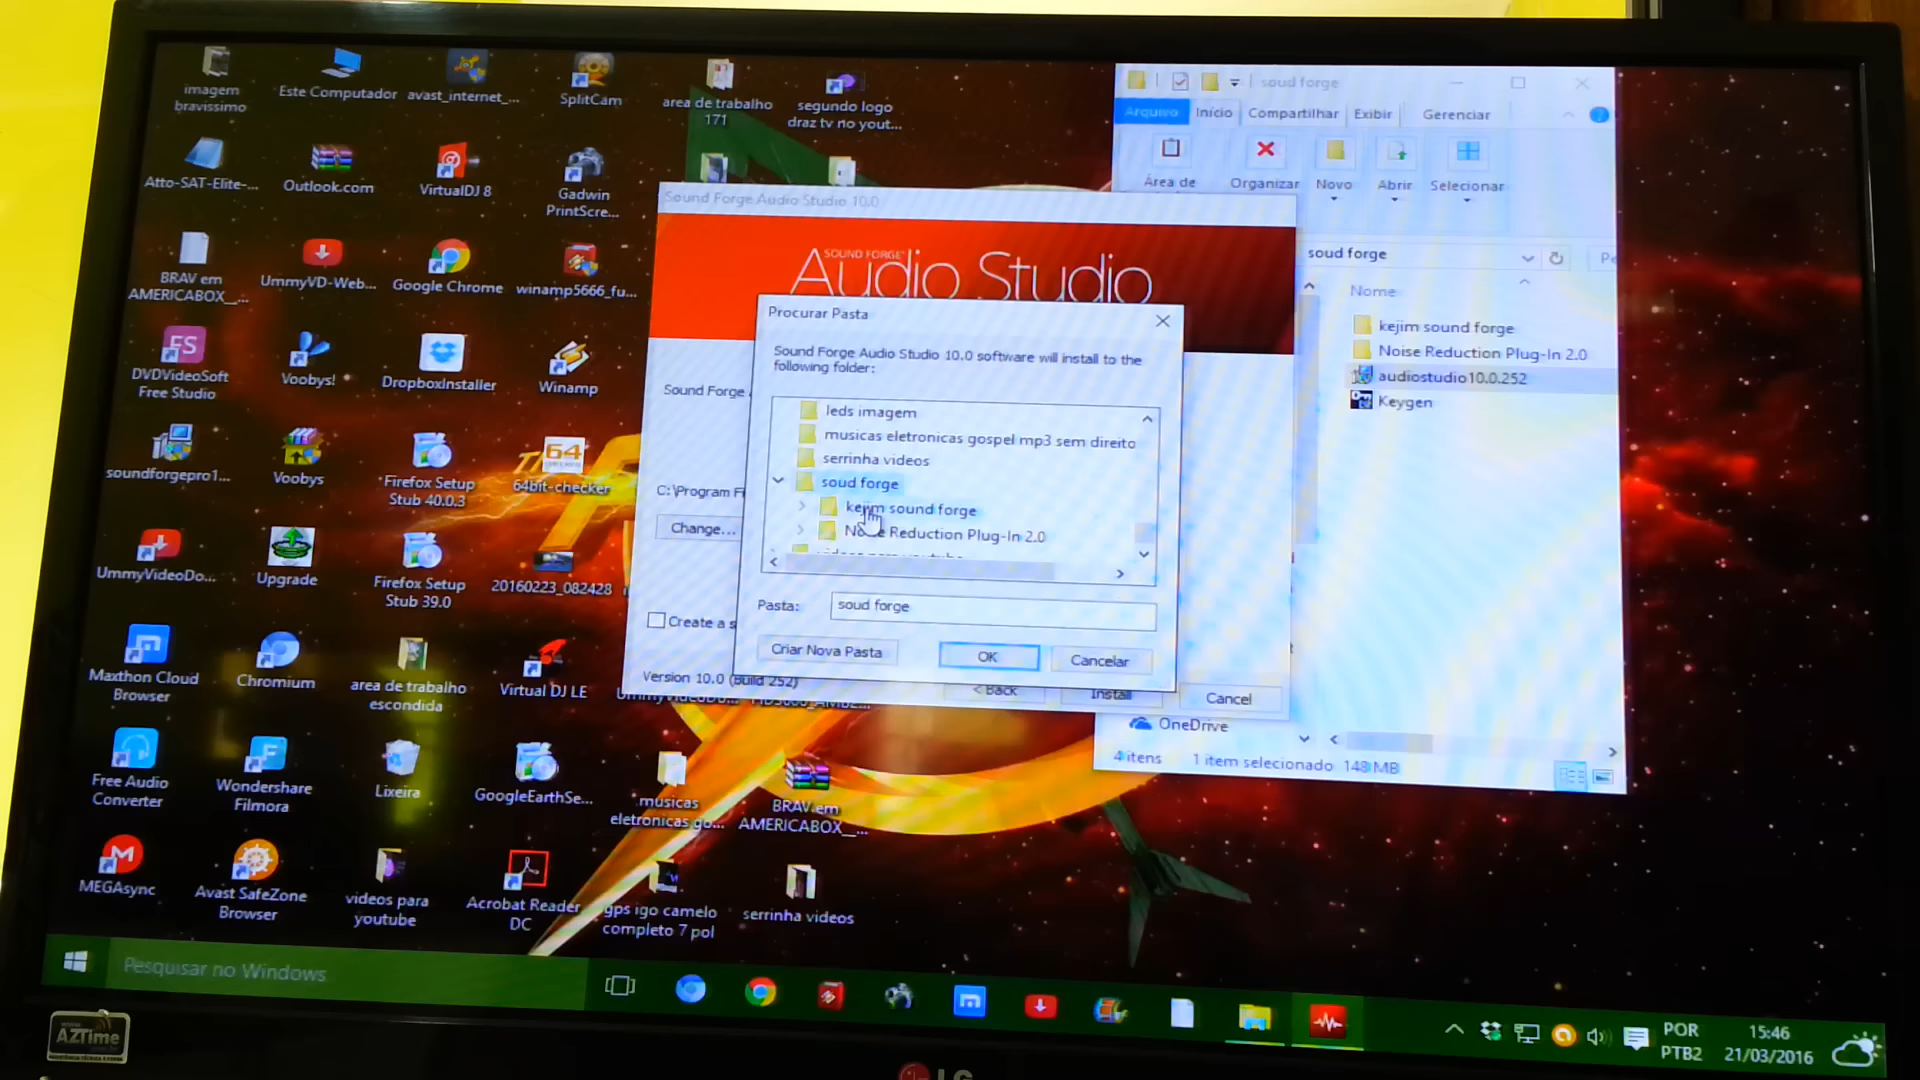 imagem
bravissimo
Este Computador
avast_internet_...
SplitCam
area de trabalho
171
segundo logo
draz tv no yout...
Atto-SAT-Elite-...
Outlook.com
VirtualDJ 8
Gadwin
PrintScre...
BRAV em
AMERICABOX__...
UmmyVD-Web...
Google Chrome
winamp5666_fu...
DVDVideoSoft
Free Studio
Voobys!
DropboxInstaller
Winamp
soundforgepro1...
Voobys
Firefox Setup
Stub 40.0.3
64
64bit-checker
UmmyVideoDo...
Upgrade
Firefox Setup
Stub 39.0
20160223_082428
Maxthon Cloud
Browser
Chromium
area de trabalho
escondida
Virtual DJ LE
Free Audio
Converter
Wondershare
Filmora
Lixeira
GoogleEarthSe...
musicas
eletronicas go...
BRAV em
AMERICABOX__...
MEGAsync
Avast SafeZone
Browser
videos para
youtube
Acrobat Reader
DC
gps igo camelo
completo 7 pol
serrinha videos
soud forge
Arquivo
Início
Compartilhar
Exibir
Gerenciar
Área de
Organizar
Novo
Abrir
Selecionar
soud forge
Pe
Nome
kejim sound forge
Noise Reduction Plug-In 2.0
audiostudio10.0.252
Keygen
OneDrive
4 itens
1 item selecionado 148 MB
Sound Forge Audio Studio 10.0
SOUND FORGE™
Audio Studio
Sound Forge
C:\Program Fi
Change...
Create a s
Version 10.0 (Build 252)
< Back
Install
Cancel
Procurar Pasta
Sound Forge Audio Studio 10.0 software will install to the
following folder:
leds imagem
musicas eletronicas gospel mp3 sem direito
serrinha videos
soud forge
kejim sound forge
Noise Reduction Plug-In 2.0
Pasta:
soud forge
Criar Nova Pasta
OK
Cancelar
Pesquisar no Windows
POR
PTB2
15:46
21/03/2016
AZTime
LG